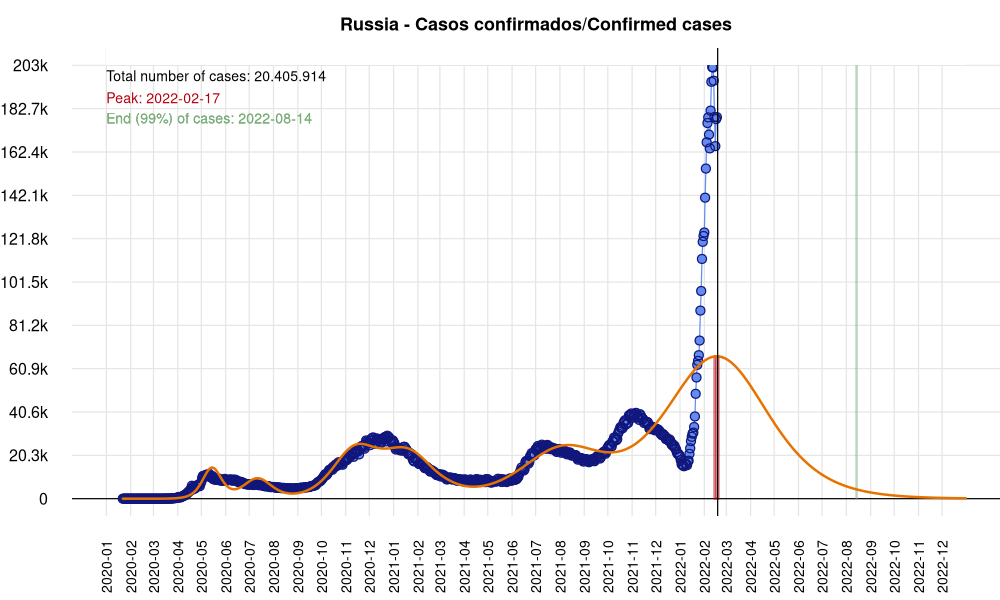 Russia - Casos confirmados/Confirmed cases
Total number of cases: 20.405.914
Peak: 2022-02-17
End (99%) of cases: 2022-08-14
203k
182.7k
162.4k
142.1k
121.8k
101.5k
81.2k
60.9k
40.6k
20.3k
0
2020-01
2020-02
2020-03
2020-04
2020-05
2020-06
2020-07
2020-08
2020-09
2020-10
2020-11
2020-12
2021-01
2021-02
2021-03
2021-04
2021-05
2021-06
2021-07
2021-08
2021-09
2021-10
2021-11
2021-12
2022-01
2022-02
2022-03
2022-04
2022-05
2022-06
2022-07
2022-08
2022-09
2022-10
2022-11
2022-12